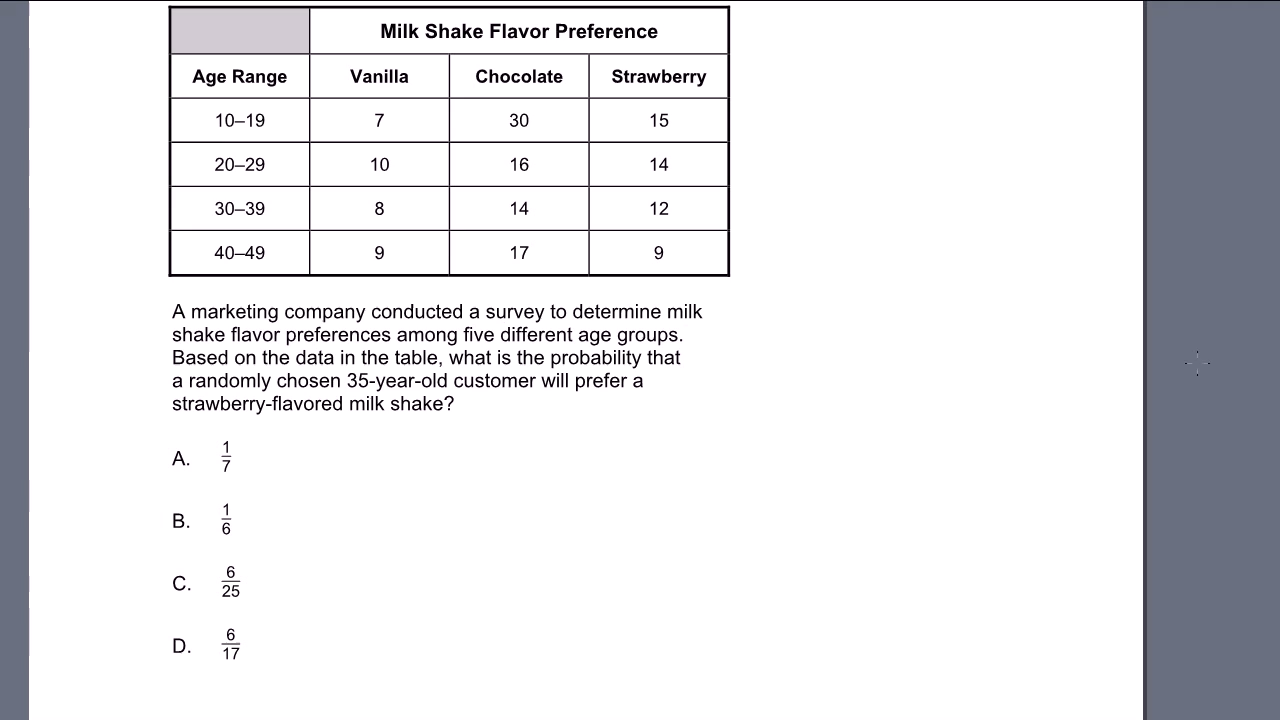 Milk Shake Flavor Preference
Age Range Vanilla Chocolate Strawberry
10–19 7 30 15
20–29 10 16 14
30–39 8 14 12
40–49 9 17 9
A marketing company conducted a survey to determine milk
shake flavor preferences among five different age groups.
Based on the data in the table, what is the probability that
a randomly chosen 35-year-old customer will prefer a
strawberry-flavored milk shake?
A. 1/7
B. 1/6
C. 6/25
D. 6/17